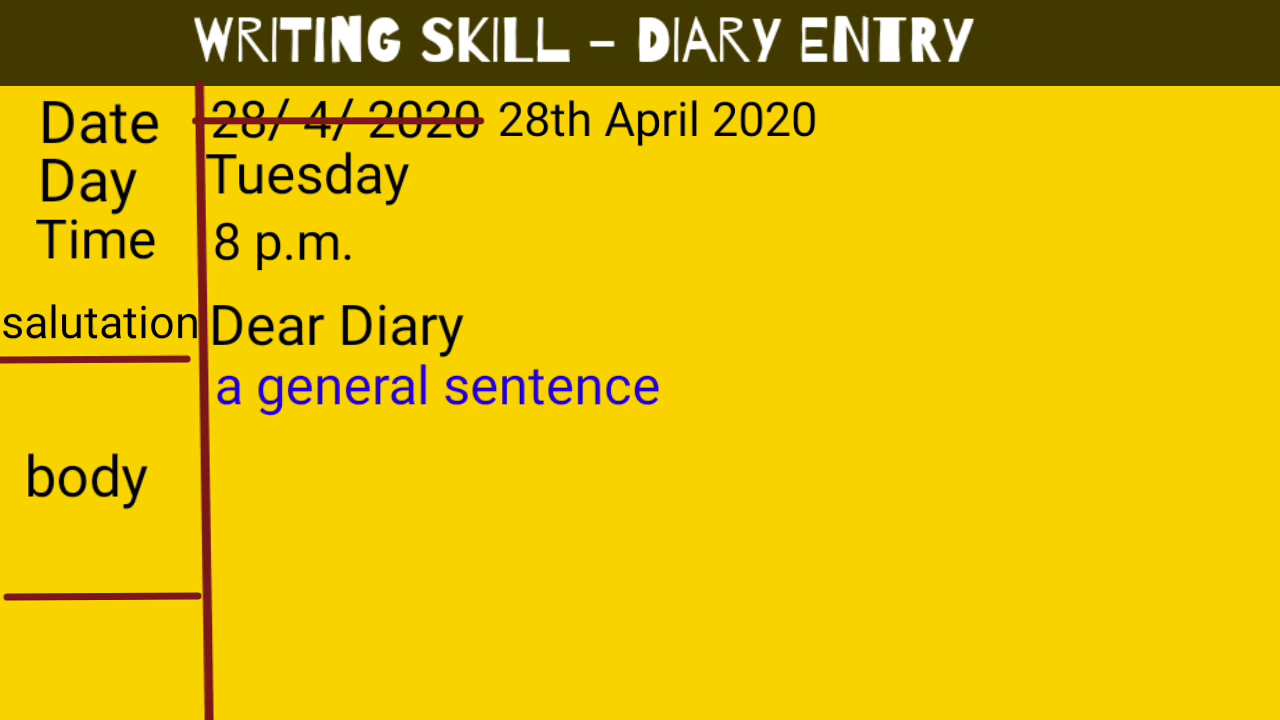 WRITING SKILL – DIARY ENTRY
Date 28/ 4/ 2020 28th April 2020
Day Tuesday
Time 8 p.m.
salutation Dear Diary
a general sentence
body